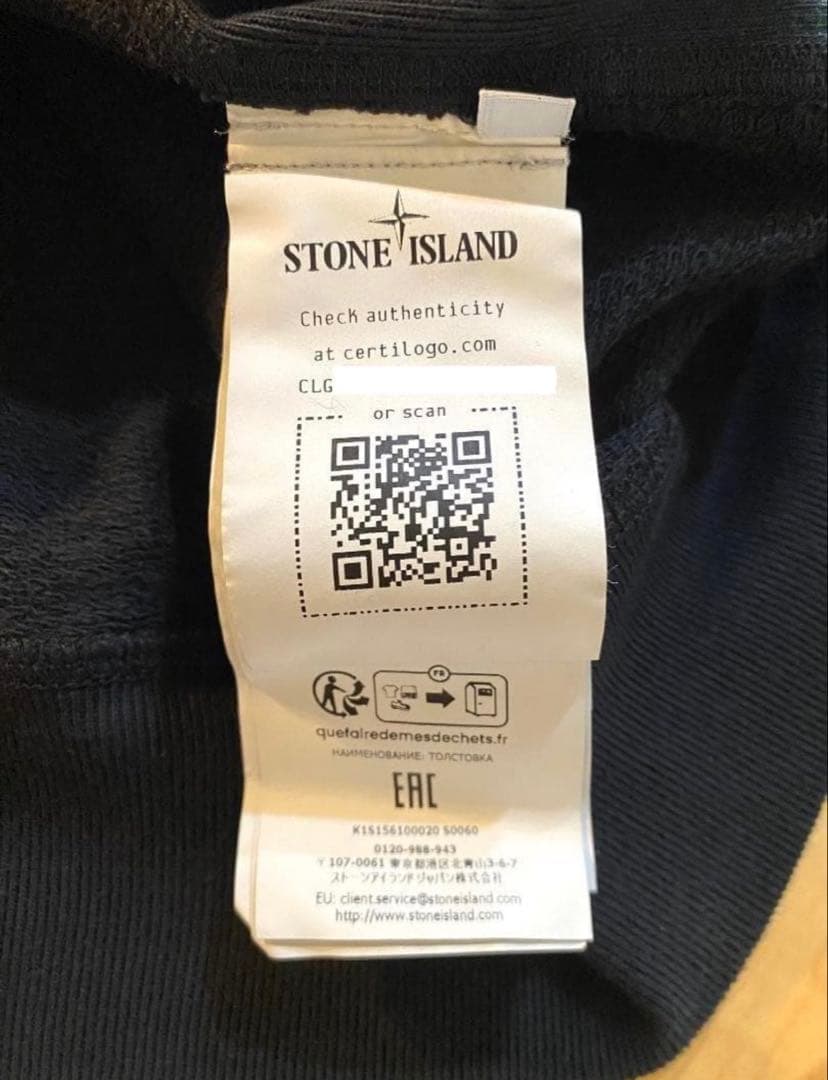 STONE ISLAND
Check authenticity
at certilogo.com
CLG
or scan
FR
quefairedemesdechets.fr
НАИМЕНОВАНИЕ: ТОЛСТОВКА
EAC
K1S156100020 S0060
0120-988-943
〒107-0061 東京都港区北青山3-6-7
ストーンアイランドジャパン株式会社
EU: client.service@stoneisland.com
http://www.stoneisland.com